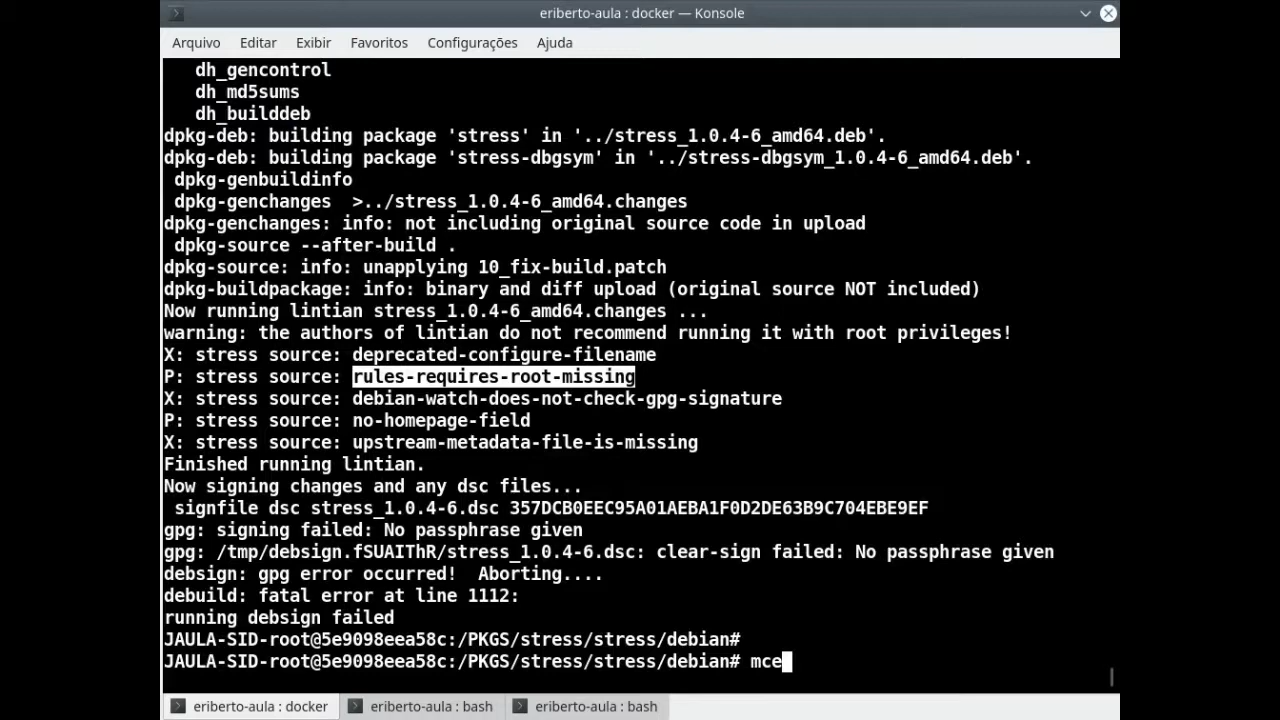 eriberto-aula : docker — Konsole
Arquivo Editar Exibir Favoritos Configurações Ajuda
dh_gencontrol
dh_md5sums
dh_builddeb
dpkg-deb: building package 'stress' in '../stress_1.0.4-6_amd64.deb'.
dpkg-deb: building package 'stress-dbgsym' in '../stress-dbgsym_1.0.4-6_amd64.deb'.
dpkg-genbuildinfo
dpkg-genchanges >../stress_1.0.4-6_amd64.changes
dpkg-genchanges: info: not including original source code in upload
dpkg-source --after-build .
dpkg-source: info: unapplying 10_fix-build.patch
dpkg-buildpackage: info: binary and diff upload (original source NOT included)
Now running lintian stress_1.0.4-6_amd64.changes ...
warning: the authors of lintian do not recommend running it with root privileges!
X: stress source: deprecated-configure-filename
P: stress source: rules-requires-root-missing
X: stress source: debian-watch-does-not-check-gpg-signature
P: stress source: no-homepage-field
X: stress source: upstream-metadata-file-is-missing
Finished running lintian.
Now signing changes and any dsc files...
signfile dsc stress_1.0.4-6.dsc 357DCB0EEC95A01AEBA1F0D2DE63B9C704EBE9EF
gpg: signing failed: No passphrase given
gpg: /tmp/debsign.fSUAIThR/stress_1.0.4-6.dsc: clear-sign failed: No passphrase given
debsign: gpg error occurred! Aborting....
debuild: fatal error at line 1112:
running debsign failed
JAULA-SID-root@5e9098eea58c:/PKGS/stress/stress/debian#
JAULA-SID-root@5e9098eea58c:/PKGS/stress/stress/debian# mce
eriberto-aula : docker eriberto-aula : bash eriberto-aula : bash